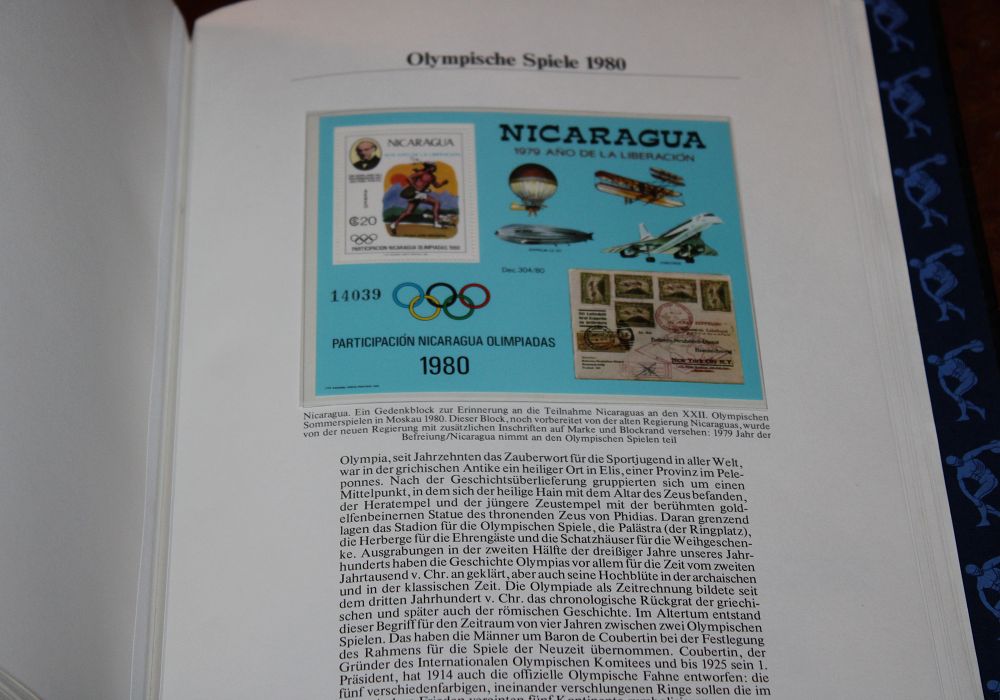 Olympische Spiele 1980
NICARAGUA
1979 AÑO DE LA LIBERACIÓN
NICARAGUA
₡20
PARTICIPACION NICARAGUA OLIMPIADAS 1980
Dec. 304/80
14039
PARTICIPACIÓN NICARAGUA OLIMPIADAS
1980
New York City N.Y.
Nicaragua. Ein Gedenkblock zur Erinnerung an die Teilnahme Nicaraguas an den XXII. Olympischen
Sommerspielen in Moskau 1980. Dieser Block, noch vorbereitet von der alten Regierung Nicaraguas, wurde
von der neuen Regierung mit zusätzlichen Inschriften auf Marke und Blockrand versehen: 1979 Jahr der
Befreiung/Nicaragua nimmt an den Olympischen Spielen teil
Olympia, seit Jahrzehnten das Zauberwort für die Sportjugend in aller Welt,
war in der grichischen Antike ein heiliger Ort in Elis, einer Provinz im Pele-
ponnes. Nach der Geschichtsüberlieferung gruppierten sich um einen
Mittelpunkt, in dem sich der heilige Hain mit dem Altar des Zeus befanden,
der Heratempel und der jüngere Zeustempel mit der berühmten gold-
elfenbeinernen Statue des thronenden Zeus von Phidias. Daran grenzend
lagen das Stadion für die Olympischen Spiele, die Palästra (der Ringplatz),
die Herberge für die Ehrengäste und die Schatzhäuser für die Weihgeschen-
ke. Ausgrabungen in der zweiten Hälfte der dreißiger Jahre unseres Jahr-
hunderts haben die Geschichte Olympias vor allem für die Zeit vom zweiten
Jahrtausend v. Chr. an geklärt, aber auch seine Hochblüte in der archaischen
und in der klassischen Zeit. Die Olympiade als Zeitrechnung bildete seit
dem dritten Jahrhundert v. Chr. das chronologische Rückgrat der griechi-
schen und später auch der römischen Geschichte. Im Altertum entstand
dieser Begriff für den Zeitraum von vier Jahren zwischen zwei Olympischen
Spielen. Das haben die Männer um Baron de Coubertin bei der Festlegung
des Rahmens für die Spiele der Neuzeit übernommen. Coubertin, der
Gründer des Internationalen Olympischen Komitees und bis 1925 sein 1.
Präsident, hat 1914 auch die offizielle Olympische Fahne entworfen: die
fünf verschiedenfarbigen, ineinander verschlungenen Ringe sollen die im